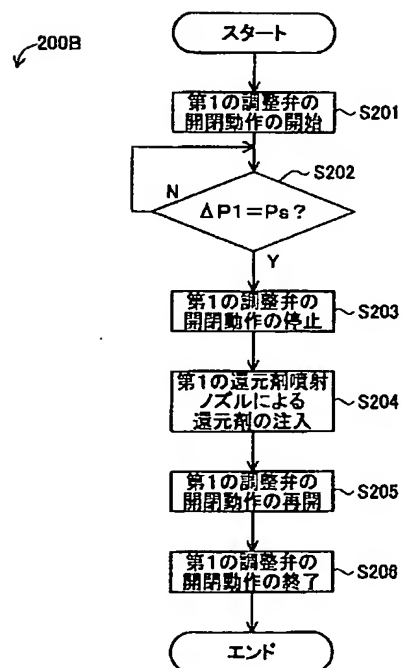 200B
スタート
第1の調整弁の
開閉動作の開始
S201
S202
N
ΔP1=Ps?
Y
第1の調整弁の
開閉動作の停止
S203
第1の還元剤噴射
ノズルによる
還元剤の注入
S204
第1の調整弁の
開閉動作の再開
S205
第1の調整弁の
開閉動作の終了
S206
エンド